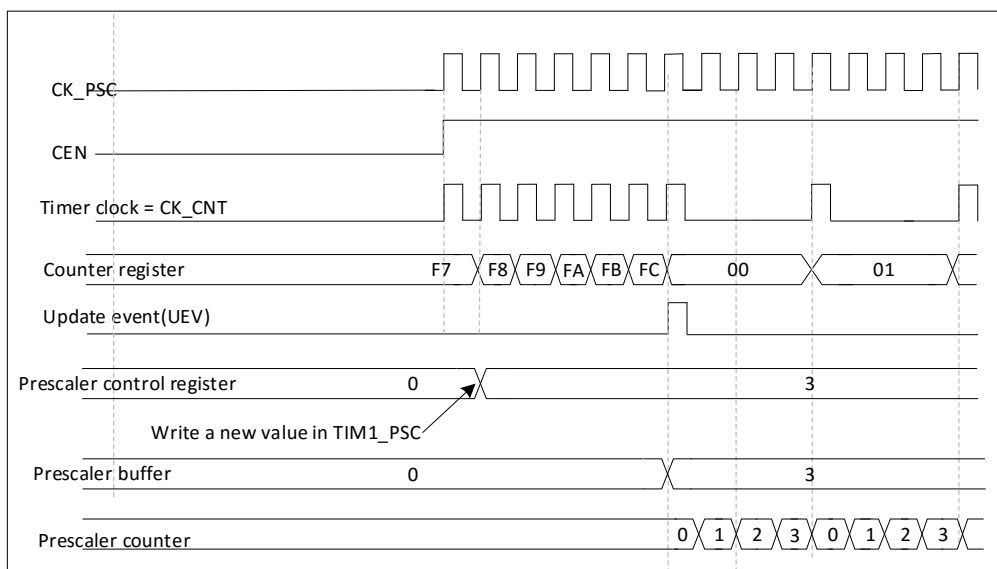 CK_PSC
CEN
Timer clock = CK_CNT
Counter register F7 F8 F9 FA FB FC 00 01
Update event(UEV)
Prescaler control register 0 3
Write a new value in TIM1_PSC
Prescaler buffer 0 3
Prescaler counter 0 1 2 3 0 1 2 3